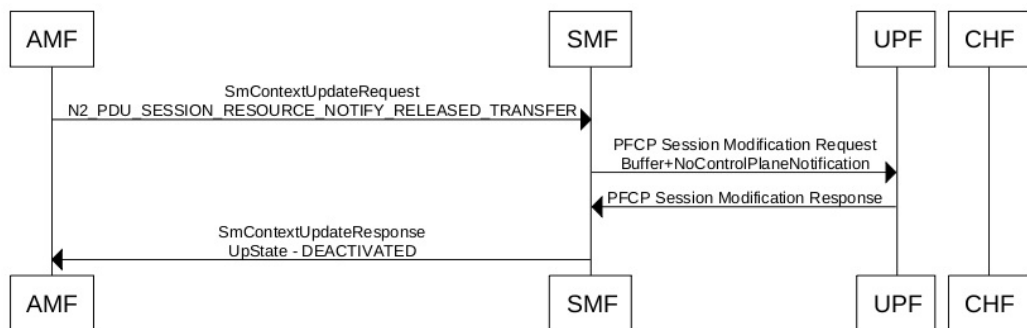 AMF
SMF
UPF
CHF
SmContextUpdateRequest
N2_PDU_SESSION_RESOURCE_NOTIFY_RELEASED_TRANSFER
PFCP Session Modification Request
Buffer+NoControlPlaneNotification
PFCP Session Modification Response
SmContextUpdateResponse
UpState - DEACTIVATED
AMF
SMF
UPF
CHF